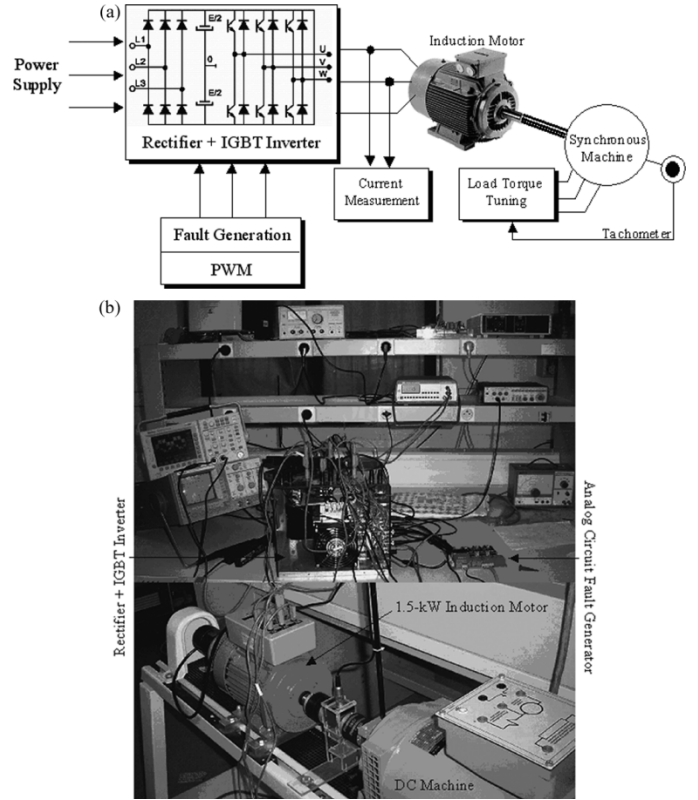 (a)
E/2
L1
L2
0
L3
E/2
U
V
W
Power
Supply
Rectifier + IGBT Inverter
Induction Motor
Synchronous
Machine
Current
Measurement
Load Torque
Tuning
Tachometer
Fault Generation
PWM
(b)
Rectifier + IGBT Inverter
Analog Circuit Fault Generator
1.5-kW Induction Motor
DC Machine